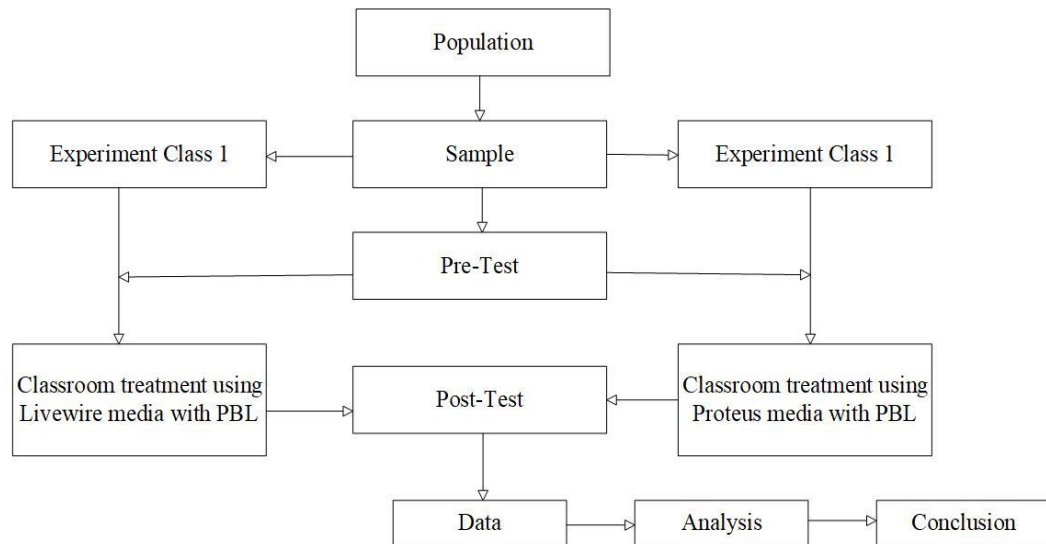 Population
Experiment Class 1
Sample
Experiment Class 1
Pre-Test
Classroom treatment using
Livewire media with PBL
Post-Test
Classroom treatment using
Proteus media with PBL
Data
Analysis
Conclusion